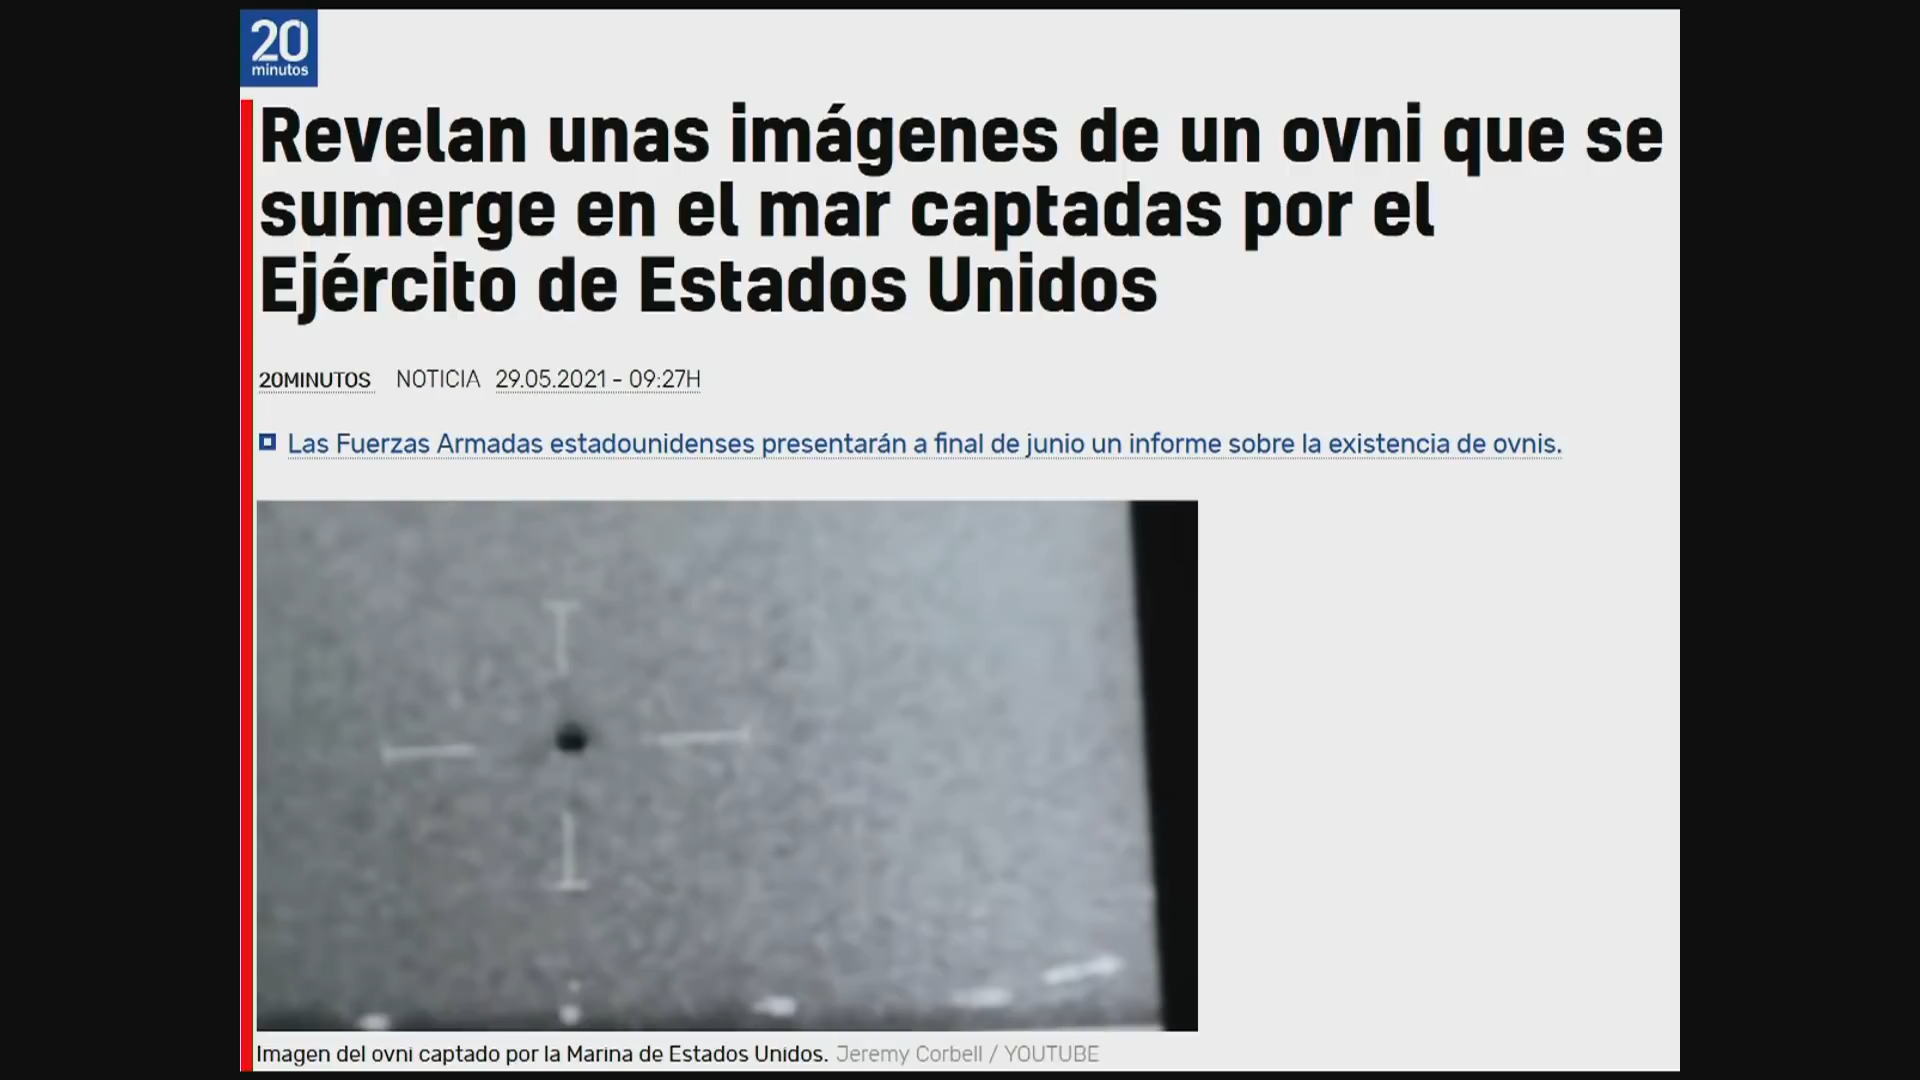 20
minutos
Revelan unas imágenes de un ovni que se
sumerge en el mar captadas por el
Ejército de Estados Unidos
20MINUTOS NOTICIA 29.05.2021 - 09:27H
Las Fuerzas Armadas estadounidenses presentarán a final de junio un informe sobre la existencia de ovnis.
Imagen del ovni captado por la Marina de Estados Unidos. Jeremy Corbell / YOUTUBE